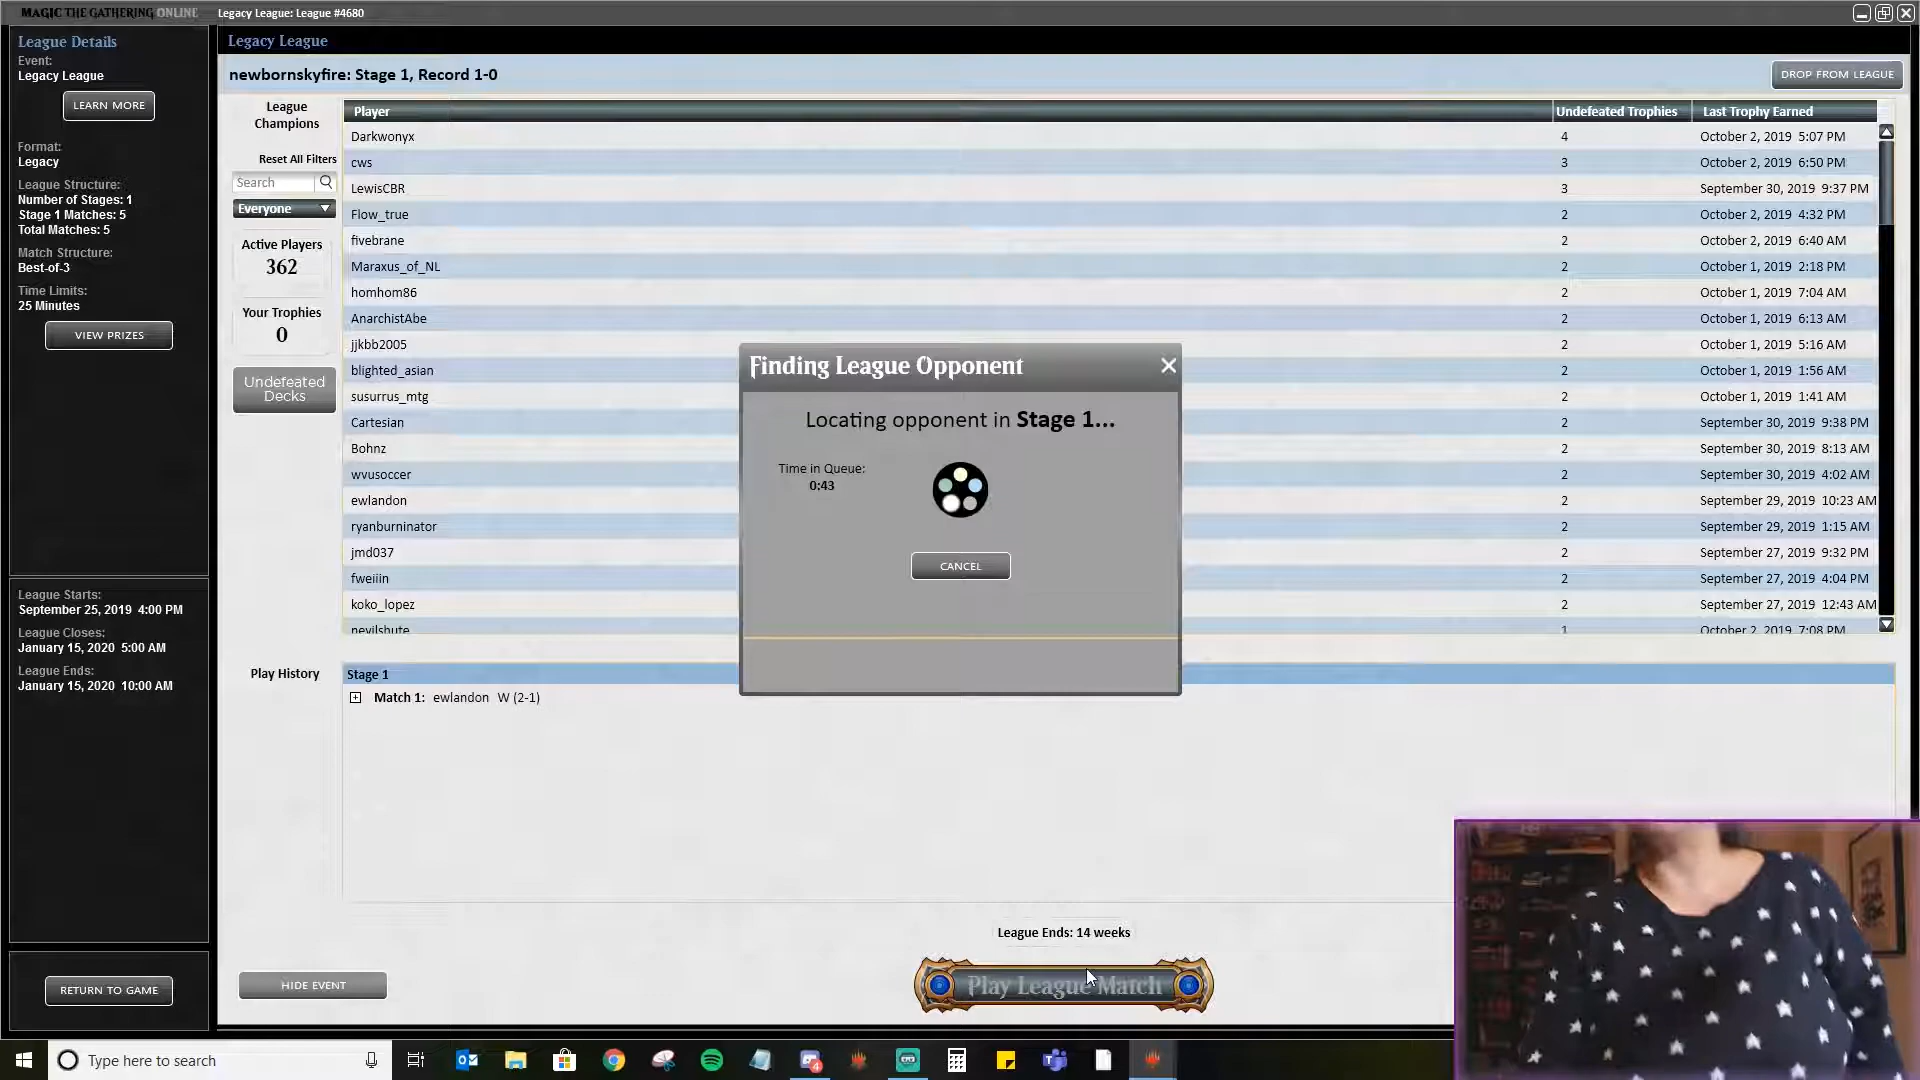 MAGIC THE GATHERING ONLINE
Legacy League: League #4680
League Details
Event:
Legacy League
LEARN MORE
Format:
Legacy
League Structure:
Number of Stages: 1
Stage 1 Matches: 5
Total Matches: 5
Match Structure:
Best-of-3
Time Limits:
25 Minutes
VIEW PRIZES
League Starts:
September 25, 2019 4:00 PM
League Closes:
January 15, 2020 5:00 AM
League Ends:
January 15, 2020 10:00 AM
RETURN TO GAME
Legacy League
newbornskyfire: Stage 1, Record 1-0
DROP FROM LEAGUE
League
Champions
Reset All Filters
Search
Everyone
Active Players
362
Your Trophies
0
Undefeated
Decks
Player Undefeated Trophies Last Trophy Earned
Darkwonyx 4 October 2, 2019 5:07 PM
cws 3 October 2, 2019 6:50 PM
LewisCBR 3 September 30, 2019 9:37 PM
Flow_true 2 October 2, 2019 4:32 PM
fivebrane 2 October 2, 2019 6:40 AM
Maraxus_of_NL 2 October 1, 2019 2:18 PM
homhom86 2 October 1, 2019 7:04 AM
AnarchistAbe 2 October 1, 2019 6:13 AM
jjkbb2005 2 October 1, 2019 5:16 AM
blighted_asian 2 October 1, 2019 1:56 AM
susurrus_mtg 2 October 1, 2019 1:41 AM
Cartesian 2 September 30, 2019 9:38 PM
Bohnz 2 September 30, 2019 8:13 AM
wvusoccer 2 September 30, 2019 4:02 AM
ewlandon 2 September 29, 2019 10:23 AM
ryanburninator 2 September 29, 2019 1:15 AM
jmd037 2 September 27, 2019 9:32 PM
fweiiin 2 September 27, 2019 4:04 PM
koko_lopez 2 September 27, 2019 12:43 AM
nevilshute 1 October 2, 2019 7:08 PM
Finding League Opponent
Locating opponent in Stage 1...
Time in Queue:
0:43
CANCEL
Play History
Stage 1
Match 1: ewlandon W (2-1)
League Ends: 14 weeks
HIDE EVENT
Play League Match
Type here to search
4